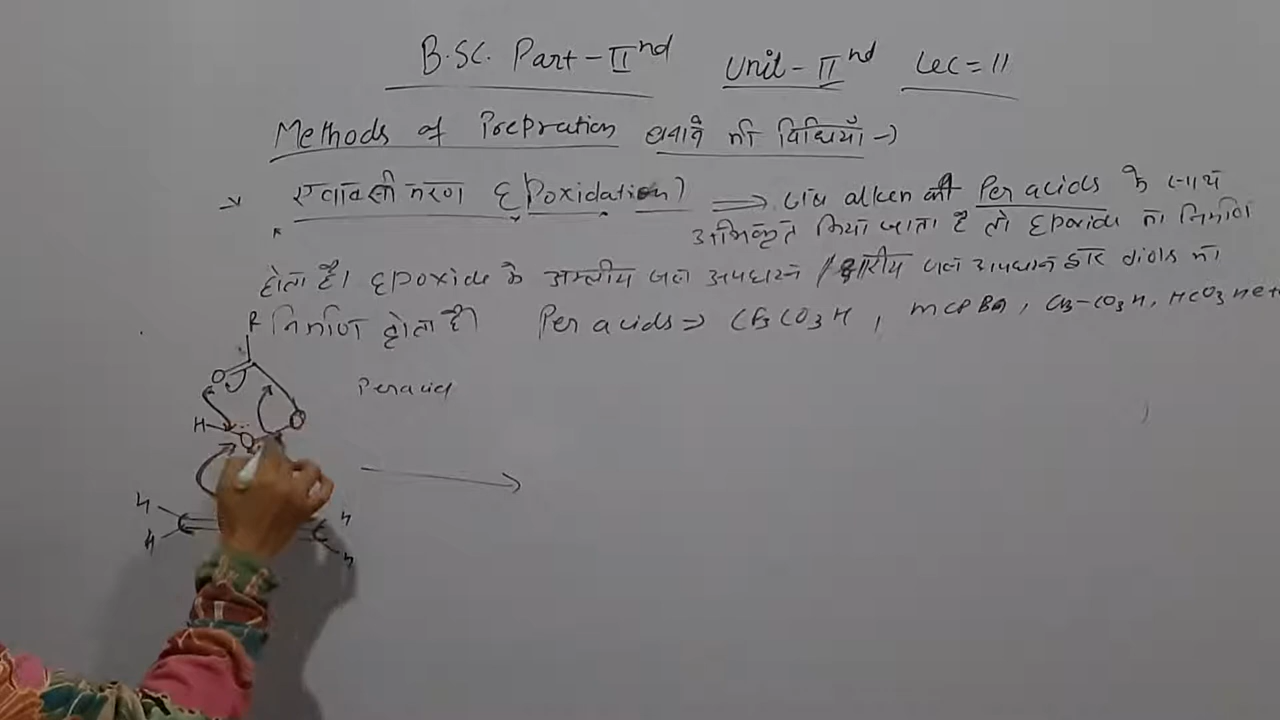 B.SC. Part-IInd Unit-IInd Lec=11
Methods of Prepration बनाने की विधियाँ→
एपॉक्सीकरण (Epoxidation) ⟹ जब alken की Per acids के साथ
अभिकृत किया जाता है तो Epoxide का निर्माण
होता है। Epoxide के अम्लीय जल अपघटन / क्षारीय जल अपघटन द्वारा diols का
निर्माण होता है। Per acids ⇒ CF3CO3H, mCPBA, CH3-CO3H, HCO3H etc
R
O
Peracid
H O O
H H
H H